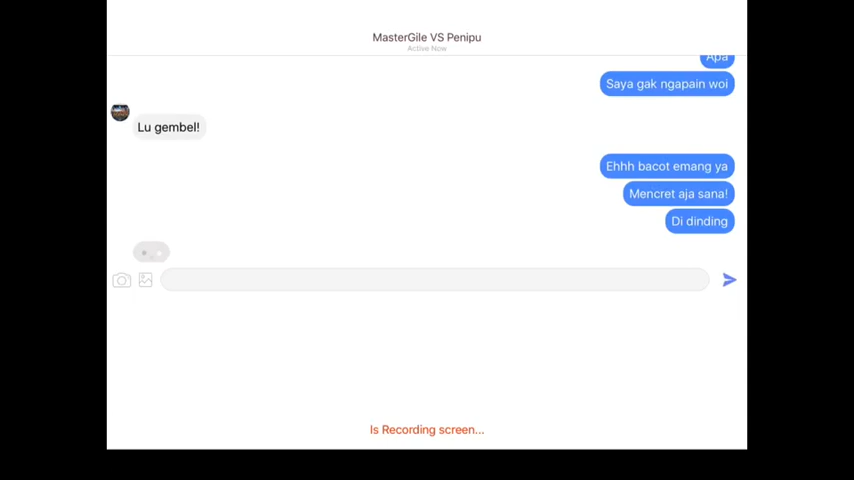 MasterGile VS Penipu
Active Now
Apa
Saya gak ngapain woi
Lu gembel!
Ehhh bacot emang ya
Mencret aja sana!
Di dinding
Is Recording screen...